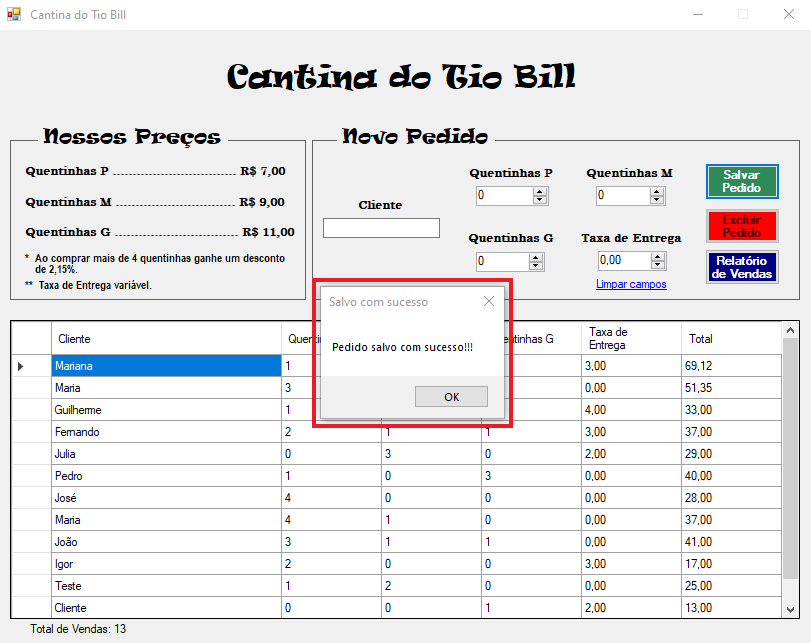 Cantina do Tio Bill
Cantina do Tio Bill
Nossos Preços
Quentinhas P ................................ R$ 7,00
Quentinhas M ............................... R$ 9,00
Quentinhas G ................................ R$ 11,00
* Ao comprar mais de 4 quentinhas ganhe um desconto
de 2,15%.
** Taxa de Entrega variável.
Novo Pedido
Cliente
Quentinhas P
0
Quentinhas M
0
Quentinhas G
0
Taxa de Entrega
0,00
Limpar campos
Salvar
Pedido
Excluir
Pedido
Relatório
de Vendas
Salvo com sucesso
Pedido salvo com sucesso!!!
OK
Cliente Quenti ntinhas G Taxa de Entrega Total
Mariana 1 3,00 69,12
Maria 3 0,00 51,35
Guilherme 1 4,00 33,00
Fernando 2 1 1 3,00 37,00
Julia 0 3 0 2,00 29,00
Pedro 1 0 3 0,00 40,00
José 4 0 0 0,00 28,00
Maria 4 1 0 0,00 37,00
João 3 1 1 0,00 41,00
Igor 2 0 0 3,00 17,00
Teste 1 2 0 0,00 25,00
Cliente 0 0 1 2,00 13,00
Total de Vendas: 13